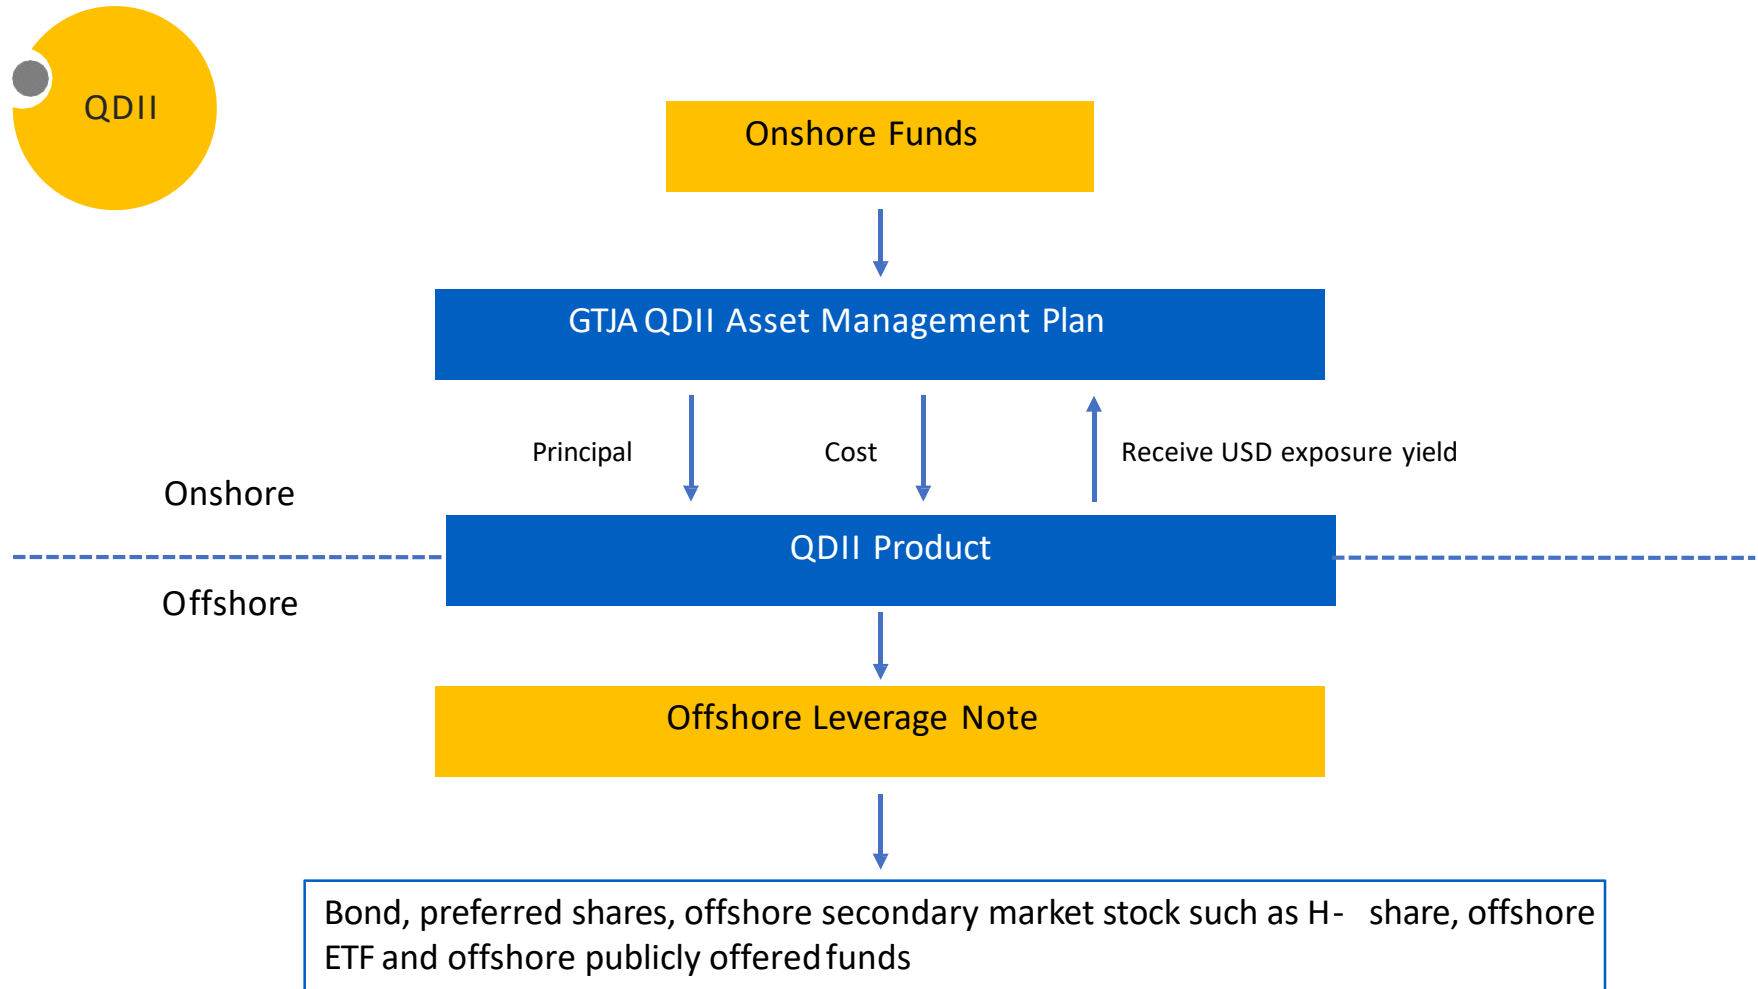 QDII
Onshore Funds
GTJA QDII Asset Management Plan
Principal
Cost
Receive USD exposure yield
Onshore
QDII Product
Offshore
Offshore Leverage Note
Bond, preferred shares, offshore secondary market stock such as H- share, offshore
ETF and offshore publicly offered funds